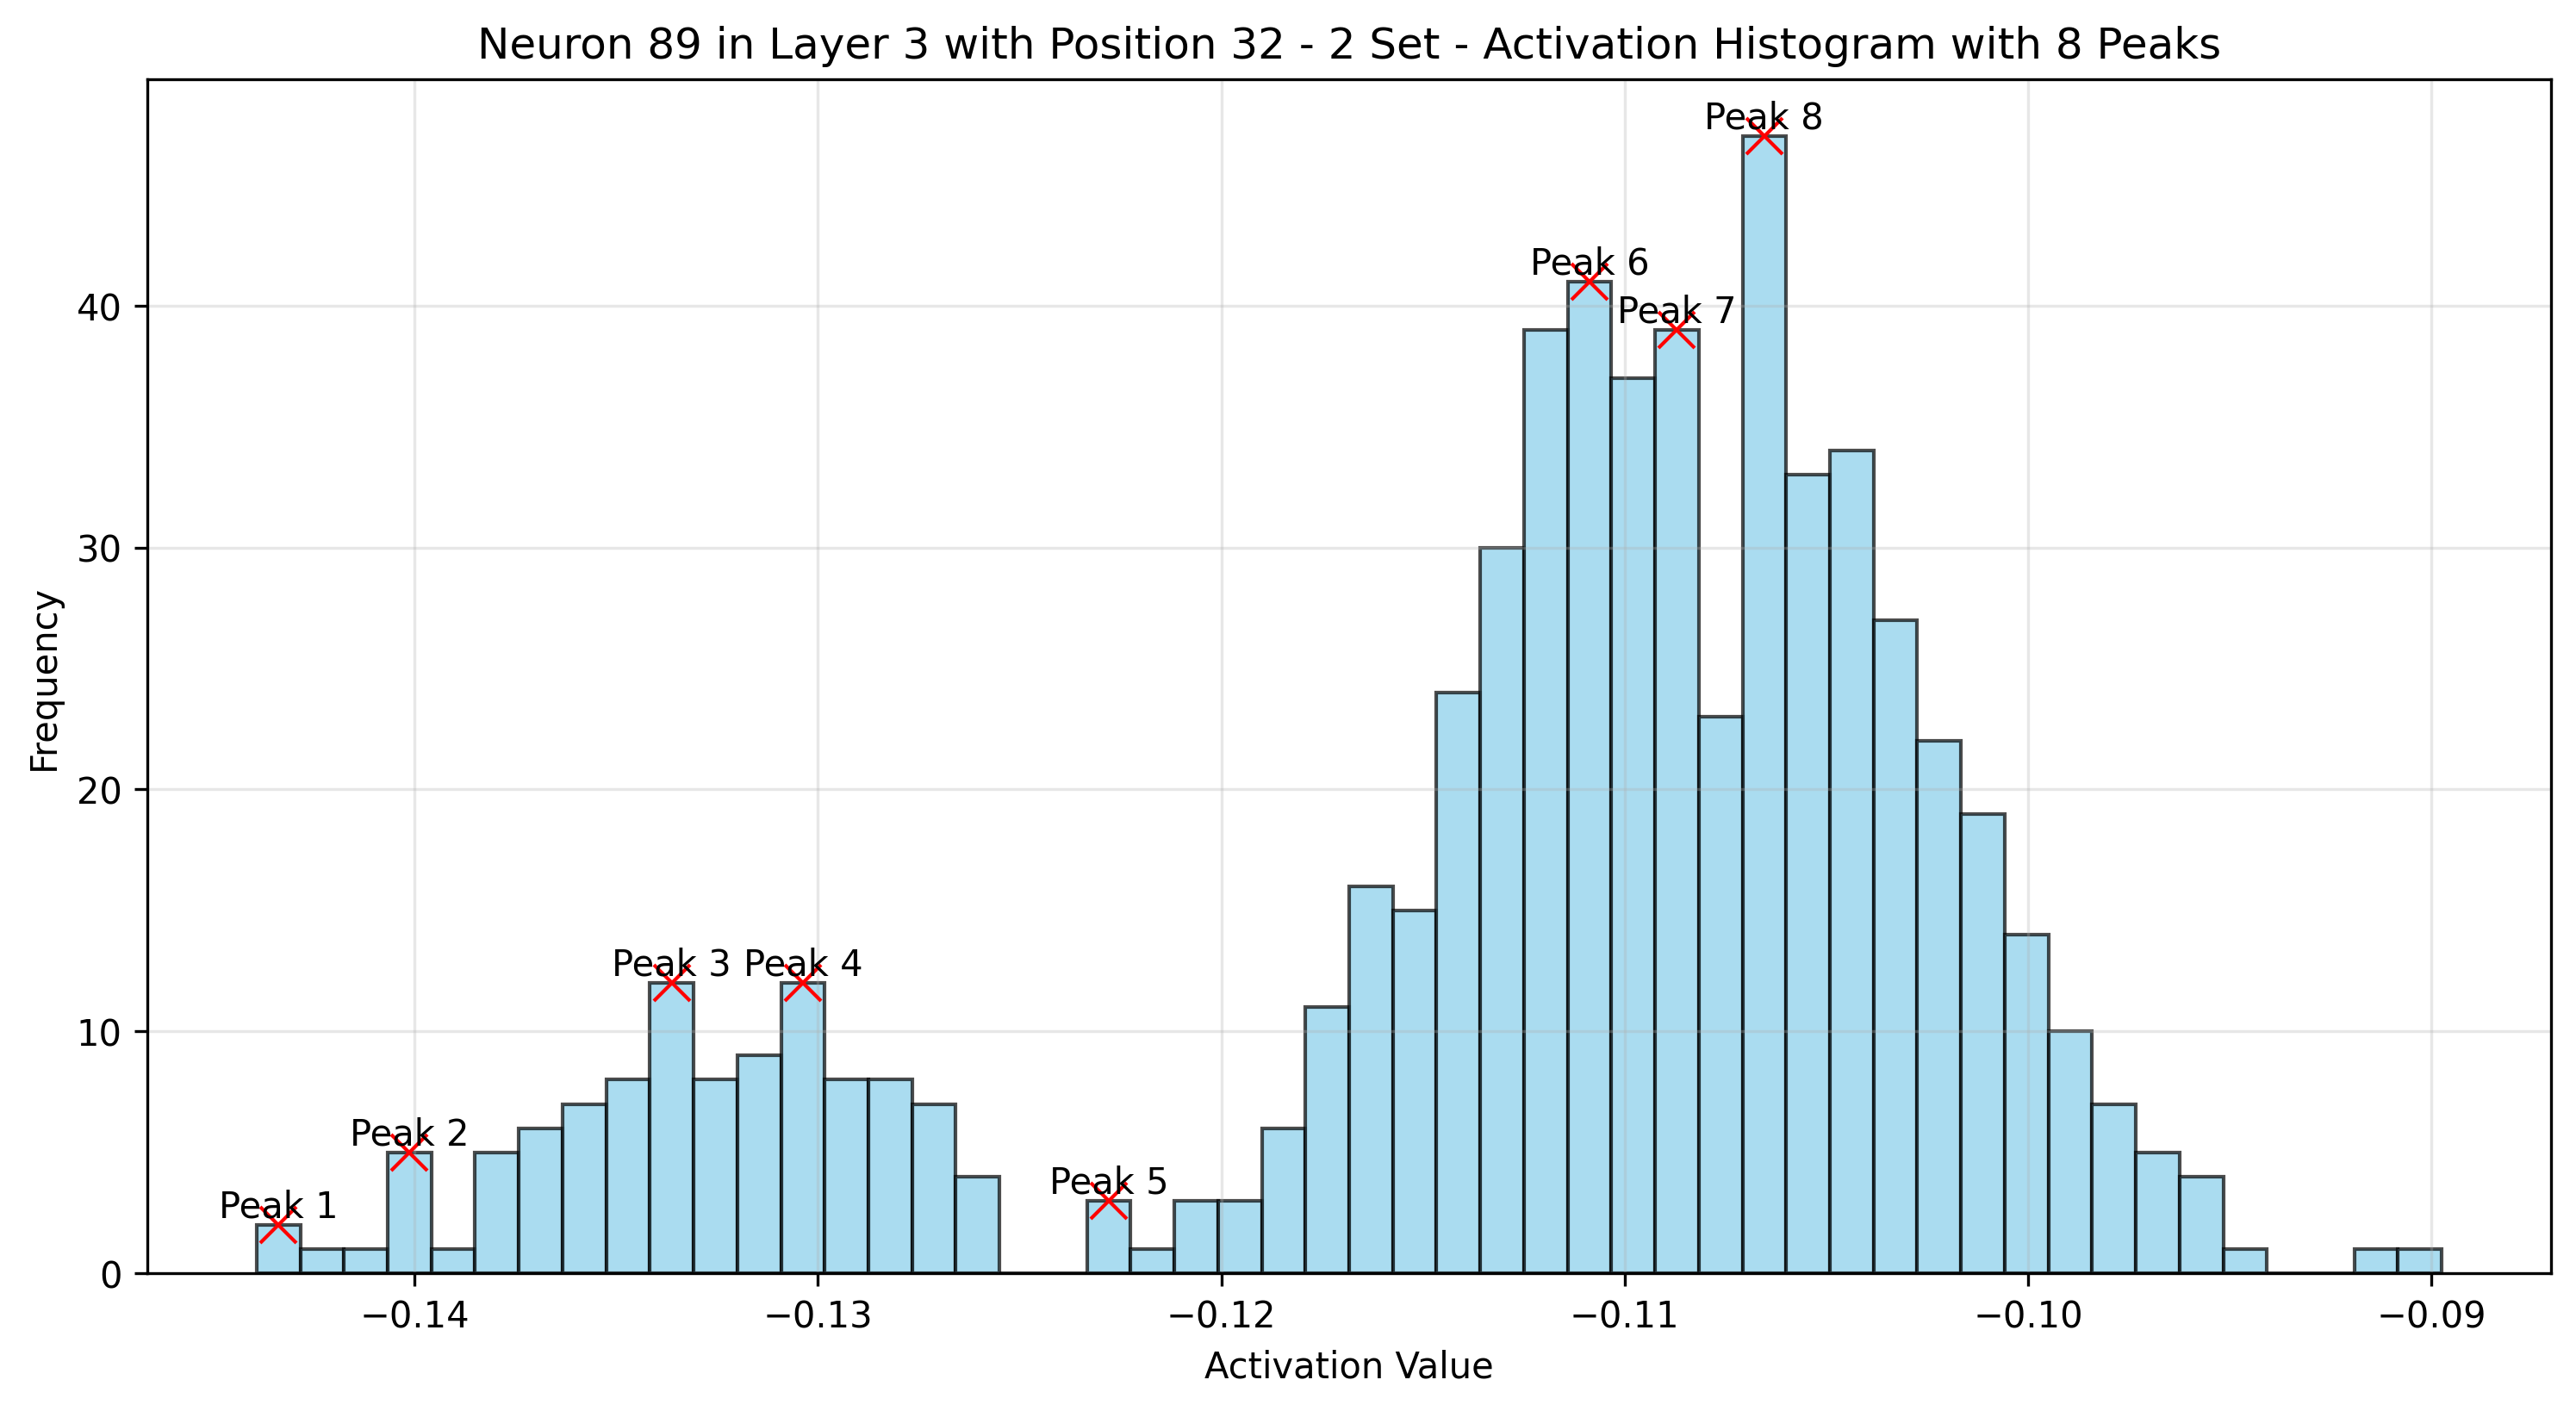 Neuron 89 in Layer 3 with Position 32 - 2 Set - Activation Histogram with 8 Peaks
Peak 8
Peak 6
Peak 7
Peak 3
Peak 4
Peak 2
Peak 5
Peak 1
Frequency
40
30
20
10
0
−0.14
−0.13
−0.12
−0.11
−0.10
−0.09
Activation Value